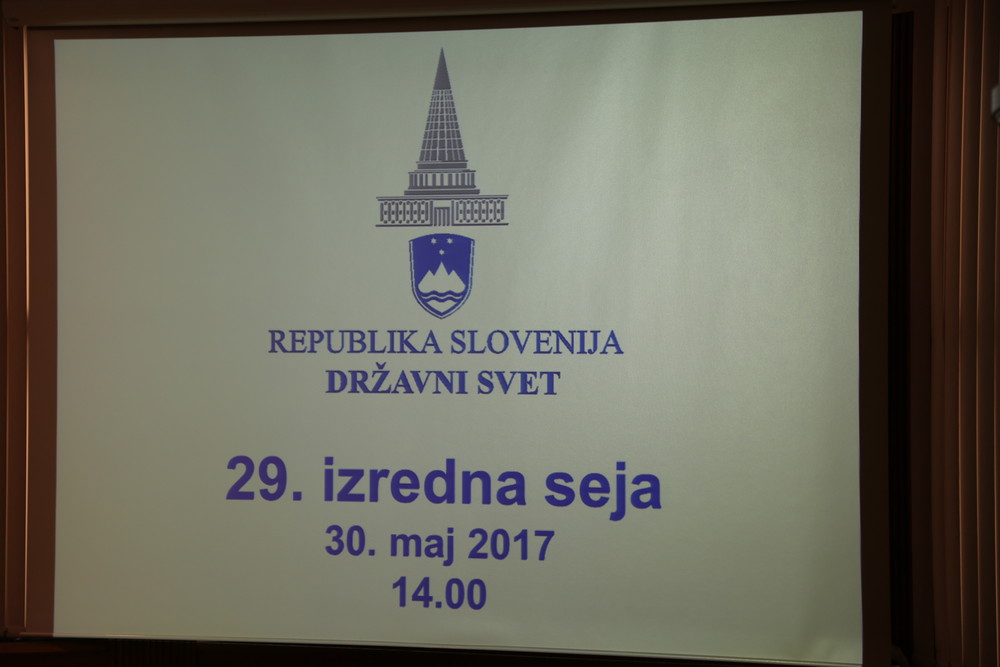 REPUBLIKA SLOVENIJA
DRŽAVNI SVET
29. izredna seja
30. maj 2017
14.00